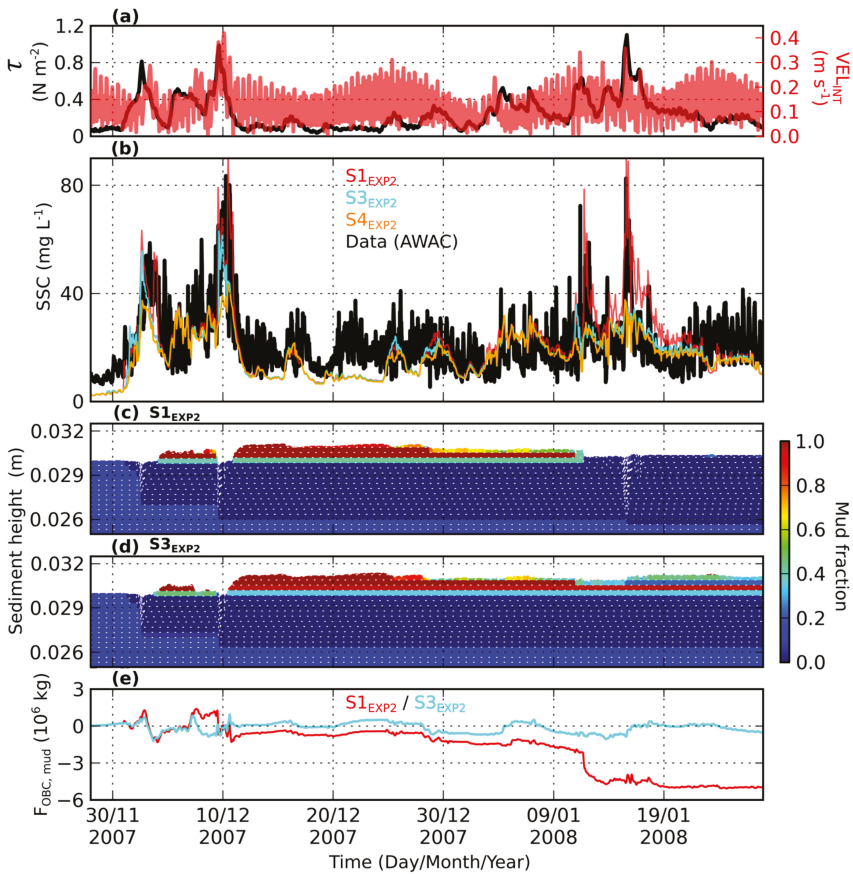 (a)
1.2
0.8
0.4
0
τ
(N m⁻²)
0.4
0.3
0.2
0.1
0.0
VEL_INT
(m s⁻¹)
(b)
80
40
0
SSC (mg L⁻¹)
S1_EXP2
S3_EXP2
S4_EXP2
Data (AWAC)
(c) S1_EXP2
0.032
0.029
0.026
Sediment height (m)
(d) S3_EXP2
0.032
0.029
0.026
1.0
0.8
0.6
0.4
0.2
0.0
Mud fraction
(e)
3
0
−3
−6
F_OBC, mud (10⁶ kg)
S1_EXP2 / S3_EXP2
30/11 10/12 20/12 30/12 09/01 19/01
2007 2007 2007 2007 2008 2008
Time (Day/Month/Year)